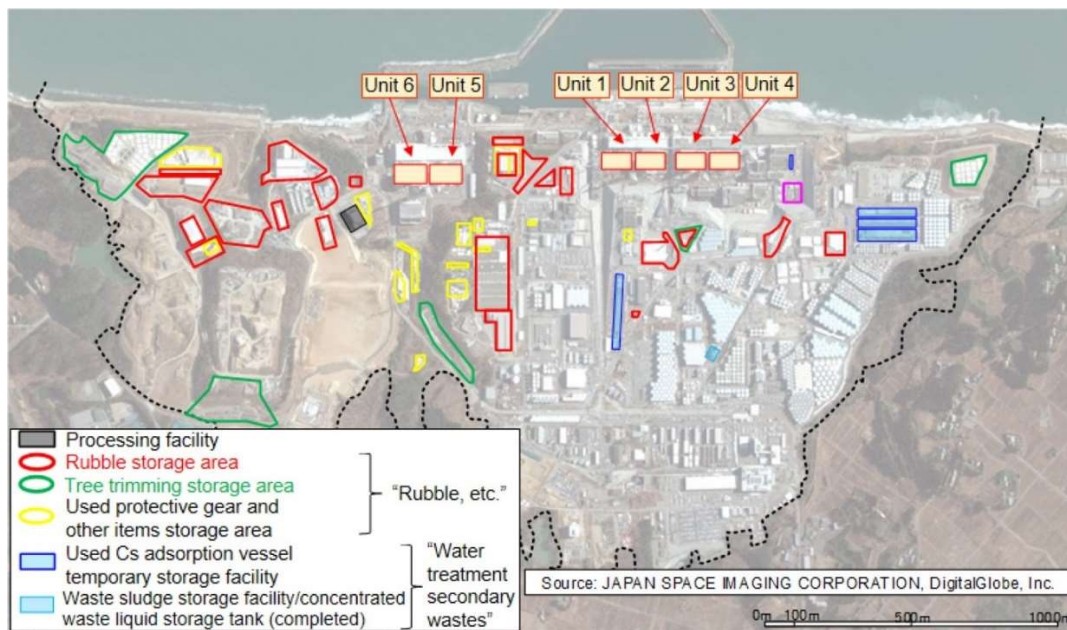 Unit 6
Unit 5
Unit 1
Unit 2
Unit 3
Unit 4
Processing facility
Rubble storage area
Tree trimming storage area
Used protective gear and
other items storage area
"Rubble, etc."
Used Cs adsorption vessel
temporary storage facility
Waste sludge storage facility/concentrated
waste liquid storage tank (completed)
"Water
treatment
secondary
wastes"
Source: JAPAN SPACE IMAGING CORPORATION, DigitalGlobe, Inc.
0m 100m 500m 1000m